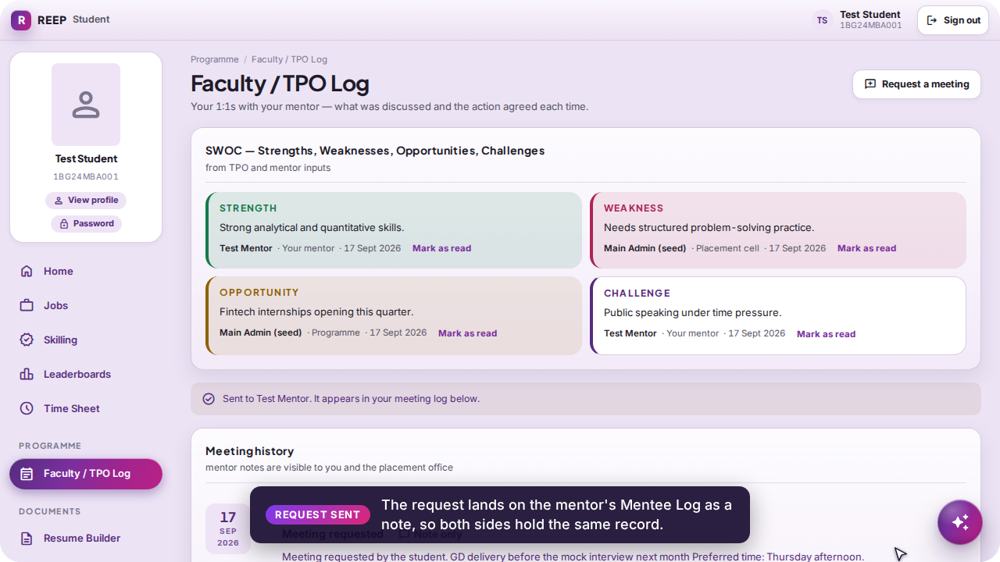 R REEP Student
TS Test Student
1BG24MBA001
Sign out
Test Student
1BG24MBA001
View profile
Password
Home
Jobs
Skilling
Leaderboards
Time Sheet
PROGRAMME
Faculty / TPO Log
DOCUMENTS
Resume Builder
Programme / Faculty / TPO Log
Faculty / TPO Log
Request a meeting
Your 1:1s with your mentor — what was discussed and the action agreed each time.
SWOC — Strengths, Weaknesses, Opportunities, Challenges
from TPO and mentor inputs
STRENGTH
Strong analytical and quantitative skills.
Test Mentor · Your mentor · 17 Sept 2026 Mark as read
WEAKNESS
Needs structured problem-solving practice.
Main Admin (seed) · Placement cell · 17 Sept 2026 Mark as read
OPPORTUNITY
Fintech internships opening this quarter.
Main Admin (seed) · Programme · 17 Sept 2026 Mark as read
CHALLENGE
Public speaking under time pressure.
Test Mentor · Your mentor · 17 Sept 2026 Mark as read
Sent to Test Mentor. It appears in your meeting log below.
Meeting history
mentor notes are visible to you and the placement office
17
SEP
2026
REQUEST SENT
The request lands on the mentor's Mentee Log as a
note, so both sides hold the same record.
Meeting requested Note only
Meeting requested by the student. GD delivery before the mock interview next month Preferred time: Thursday afternoon.